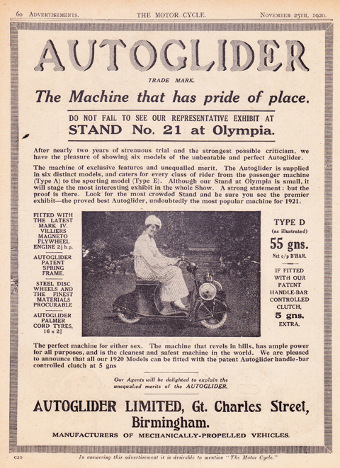 60 ADVERTISEMENTS. THE MOTOR CYCLE. NOVEMBER 25TH, 1920.
AUTOGLIDER
TRADE MARK.
The Machine that has pride of place.
DO NOT FAIL TO SEE OUR REPRESENTATIVE EXHIBIT AT
STAND No. 21 at Olympia.
After nearly two years of strenuous trial and the strongest possible criticism, we
have the pleasure of showing six models of the unbeatable and perfect Autoglider.
The machine of exclusive features and unequalled merit. The Autoglider is supplied
in six distinct models, and caters for every class of rider from the passenger machine
(Type A) to the sporting model (Type E). Although our Stand at Olympia is small, it
will stage the most interesting exhibit in the whole Show. A strong statement: but the
proof is there. Look for the most crowded Stand and be sure you see the premier
exhibit—the proved best Autoglider, undoubtedly the most popular machine for 1921.
FITTED WITH
THE LATEST
MARK IV.
VILLIERS
MAGNETO
FLYWHEEL
ENGINE 2½ h.p.
AUTOGLIDER
PATENT
SPRING
FRAME.
STEEL DISC
WHEELS AND
THE FINEST
MATERIALS
PROCURABLE
AUTOGLIDER
PALMER
CORD TYRES,
16 x 2½
TYPE D
(as illustrated)
55 gns.
Net c/p B'HAM.
IF FITTED
WITH OUR
PATENT
HANDLE-BAR
CONTROLLED
CLUTCH,
5 gns.
EXTRA.
The perfect machine for either sex. The machine that revels in hills, has ample power
for all purposes, and is the cleanest and safest machine in the world. We are pleased
to announce that all our 1920 Models can be fitted with the patent Autoglider handle-bar
controlled clutch at 5 gns
Our Agents will be delighted to explain the
unequalled merits of the AUTOGLIDER.
AUTOGLIDER LIMITED, Gt. Charles Street,
Birmingham.
MANUFACTURERS OF MECHANICALLY-PROPELLED VEHICLES.
In answering this advertisement it is desirable to mention "The Motor Cycle."